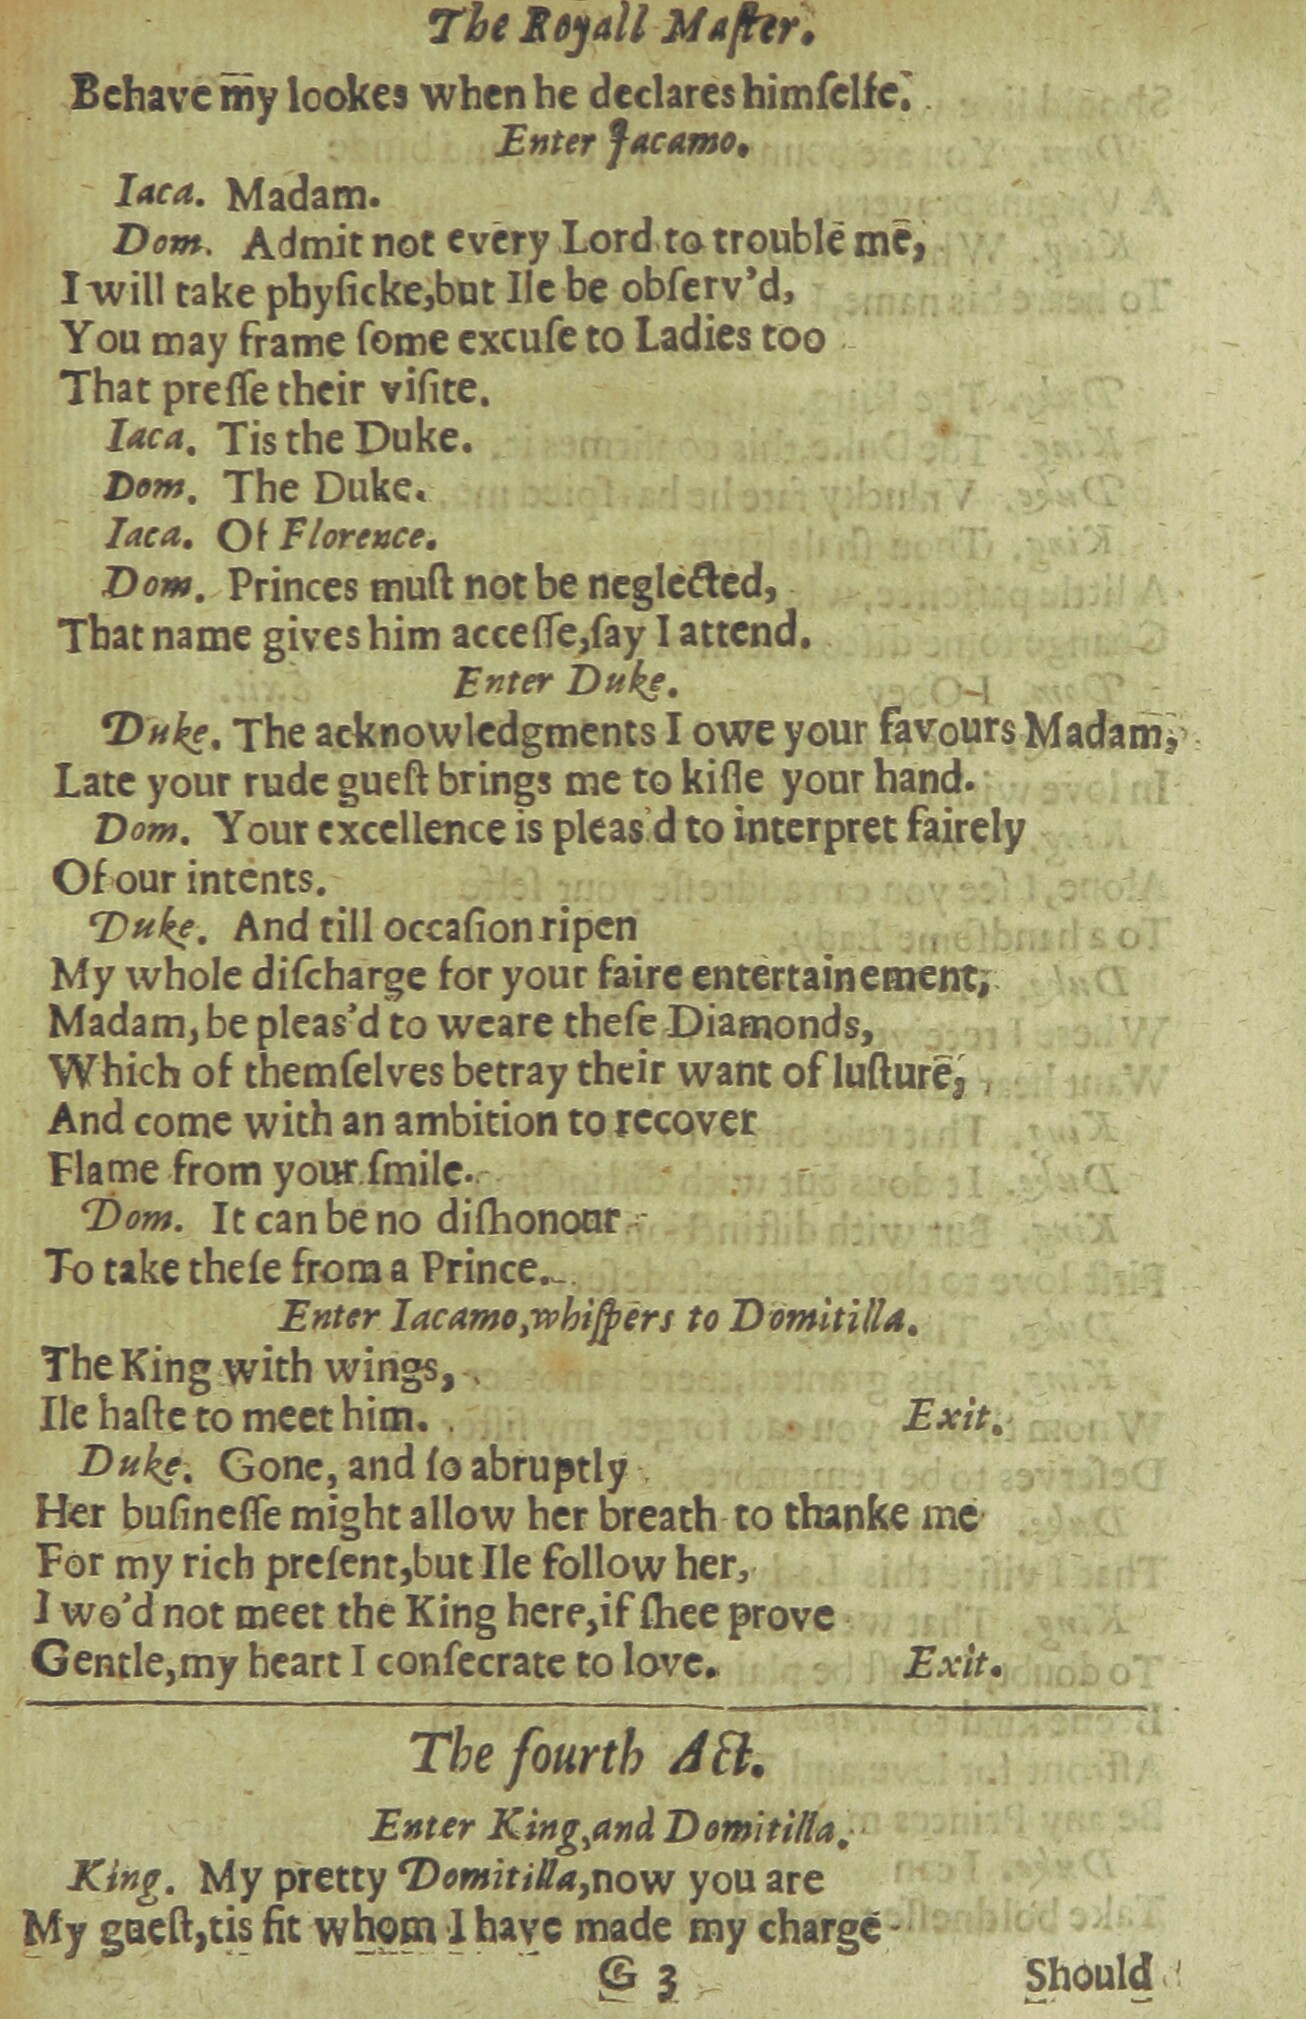 The Royall Maſter.
Behave my lookes when he declares himſelfe.
Enter Jacamo.
Iaca. Madam.
Dom. Admit not every Lord to trouble me,
I will take phyſicke,but Ile be obſerv'd,
You may frame ſome excuſe to Ladies too
That preſſe their viſite.
Iaca. Tis the Duke.
Dom. The Duke.
Iaca. Of Florence.
Dom. Princes muſt not be neglected,
That name gives him acceſſe,ſay I attend.
Enter Duke.
Duke. The acknowledgments I owe your favours Madam,
Late your rude gueſt brings me to kiſſe your hand.
Dom. Your excellence is pleas'd to interpret fairely
Of our intents.
Duke. And till occaſion ripen
My whole diſcharge for your faire entertainement,
Madam, be pleas'd to weare theſe Diamonds,
Which of themſelves betray their want of luſture,
And come with an ambition to recover
Flame from your ſmile.
Dom. It can be no diſhonour
To take theſe from a Prince.
Enter Iacamo,whiſpers to Domitilla.
The King with wings,
Ile haſte to meet him. Exit.
Duke. Gone, and ſo abruptly
Her buſineſſe might allow her breath to thanke me
For my rich preſent,but Ile follow her,
I wo'd not meet the King here,if ſhee prove
Gentle,my heart I conſecrate to love. Exit.
The fourth Act.
Enter King,and Domitilla.
King. My pretty Domitilla,now you are
My gueſt,tis fit whom I have made my charge
G 3 Should